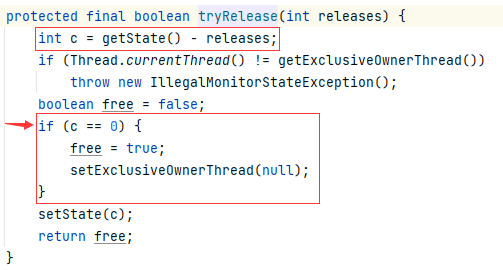 protected final boolean tryRelease(int releases) {
    int c = getState() - releases;
    if (Thread.currentThread() != getExclusiveOwnerThread())
        throw new IllegalMonitorStateException();
    boolean free = false;
    if (c == 0) {
        free = true;
        setExclusiveOwnerThread(null);
    }
    setState(c);
    return free;
}